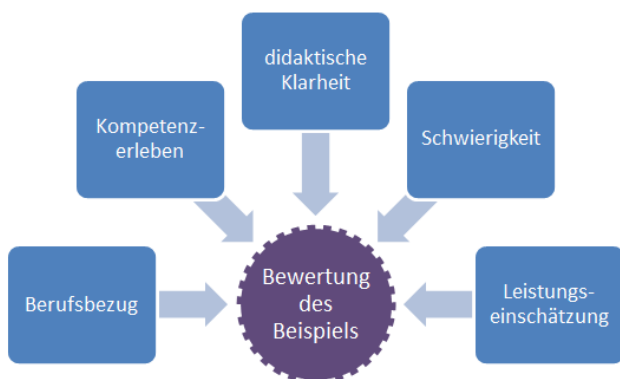 didaktische
Klarheit
Kompetenz-
erleben
Schwierigkeit
Berufsbezug
Bewertung
des
Beispiels
Leistungs-
einschätzung